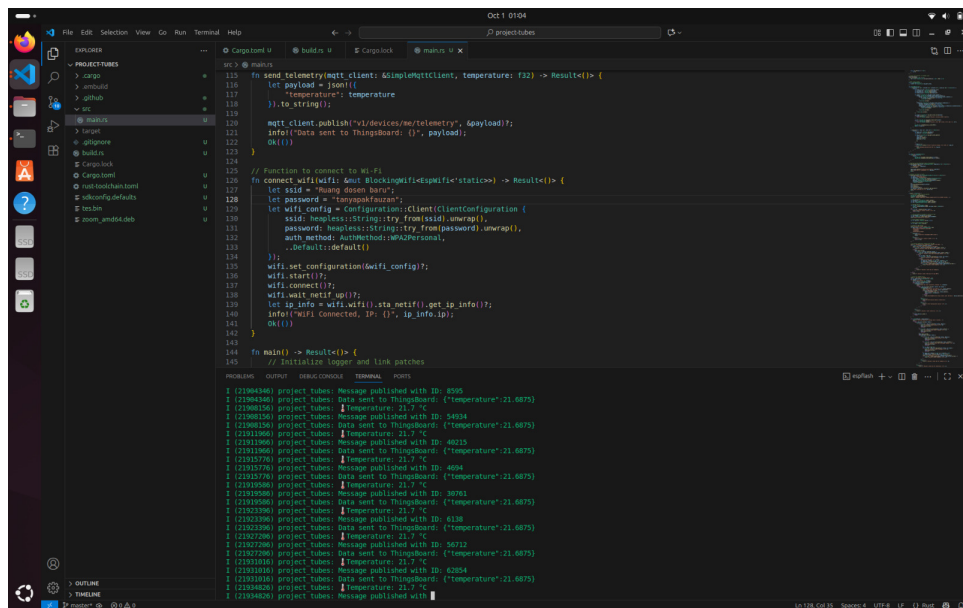 Oct 1 01:04
File Edit Selection View Go Run Terminal Help
project-tubes
EXPLORER
Cargo.toml U
build.rs U
Cargo.lock
main.rs U
PROJECT-TUBES
src > main.rs
> .cargo
> .embuild
> .github
src
main.rs U
> target
.gitignore U
build.rs U
Cargo.lock
Cargo.toml U
rust-toolchain.toml U
sdkconfig.defaults U
tes.bin U
zoom_amd64.deb U
> OUTLINE
> TIMELINE
115 fn send_telemetry(mqtt_client: &SimpleMqttClient, temperature: f32) -> Result<()> {
116 let payload = json!({
117 "temperature": temperature
118 }).to_string();
119
120 mqtt_client.publish("v1/devices/me/telemetry", &payload)?;
121 info!("Data sent to ThingsBoard: {}", payload);
122 Ok(())
123 }
124
125 // Function to connect to Wi-Fi
126 fn connect_wifi(wifi: &mut BlockingWifi<EspWifi<'static>>) -> Result<()> {
127 let ssid = "Ruang dosen baru";
128 let password = "tanyapakfauzan";
129 let wifi_config = Configuration::Client(ClientConfiguration {
130 ssid: heapless::String::try_from(ssid).unwrap(),
131 password: heapless::String::try_from(password).unwrap(),
132 auth_method: AuthMethod::WPA2Personal,
133 ..Default::default()
134 });
135 wifi.set_configuration(&wifi_config)?;
136 wifi.start()?;
137 wifi.connect()?;
138 wifi.wait_netif_up()?;
139 let ip_info = wifi.wifi().sta_netif().get_ip_info()?;
140 info!("WiFi Connected, IP: {}", ip_info.ip);
141 Ok(())
142 }
143
144 fn main() -> Result<()> {
145 // Initialize logger and link patches
PROBLEMS OUTPUT DEBUG CONSOLE TERMINAL PORTS
espflash
I (21904346) project_tubes: Message published with ID: 8595
I (21904346) project_tubes: Data sent to ThingsBoard: {"temperature":21.6875}
I (21908156) project_tubes: 🌡Temperature: 21.7 °C
I (21908156) project_tubes: Message published with ID: 54934
I (21908156) project_tubes: Data sent to ThingsBoard: {"temperature":21.6875}
I (21911966) project_tubes: 🌡Temperature: 21.7 °C
I (21911966) project_tubes: Message published with ID: 40215
I (21911966) project_tubes: Data sent to ThingsBoard: {"temperature":21.6875}
I (21915776) project_tubes: 🌡Temperature: 21.7 °C
I (21915776) project_tubes: Message published with ID: 4694
I (21915776) project_tubes: Data sent to ThingsBoard: {"temperature":21.6875}
I (21919586) project_tubes: 🌡Temperature: 21.7 °C
I (21919586) project_tubes: Message published with ID: 30761
I (21919586) project_tubes: Data sent to ThingsBoard: {"temperature":21.6875}
I (21923396) project_tubes: 🌡Temperature: 21.7 °C
I (21923396) project_tubes: Message published with ID: 6138
I (21923396) project_tubes: Data sent to ThingsBoard: {"temperature":21.6875}
I (21927206) project_tubes: 🌡Temperature: 21.7 °C
I (21927206) project_tubes: Message published with ID: 56712
I (21927206) project_tubes: Data sent to ThingsBoard: {"temperature":21.6875}
I (21931016) project_tubes: 🌡Temperature: 21.7 °C
I (21931016) project_tubes: Message published with ID: 62854
I (21931016) project_tubes: Data sent to ThingsBoard: {"temperature":21.6875}
I (21934826) project_tubes: 🌡Temperature: 21.7 °C
I (21934826) project_tubes: Message published with
master* 0 0 Ln 128, Col 35 Spaces: 4 UTF-8 LF {} Rust